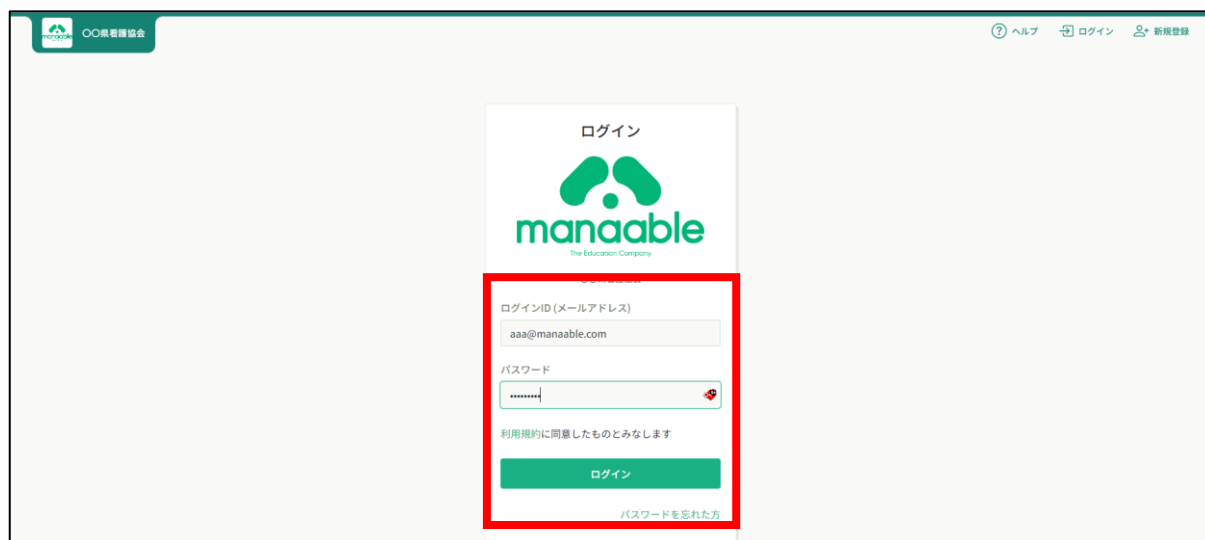 manaable
〇〇県看護協会
ヘルプ
ログイン
新規登録
ログイン
manaable
The Education Company
ログインID (メールアドレス)
aaa@manaable.com
パスワード
•••••••••
利用規約に同意したものとみなします
ログイン
パスワードを忘れた方